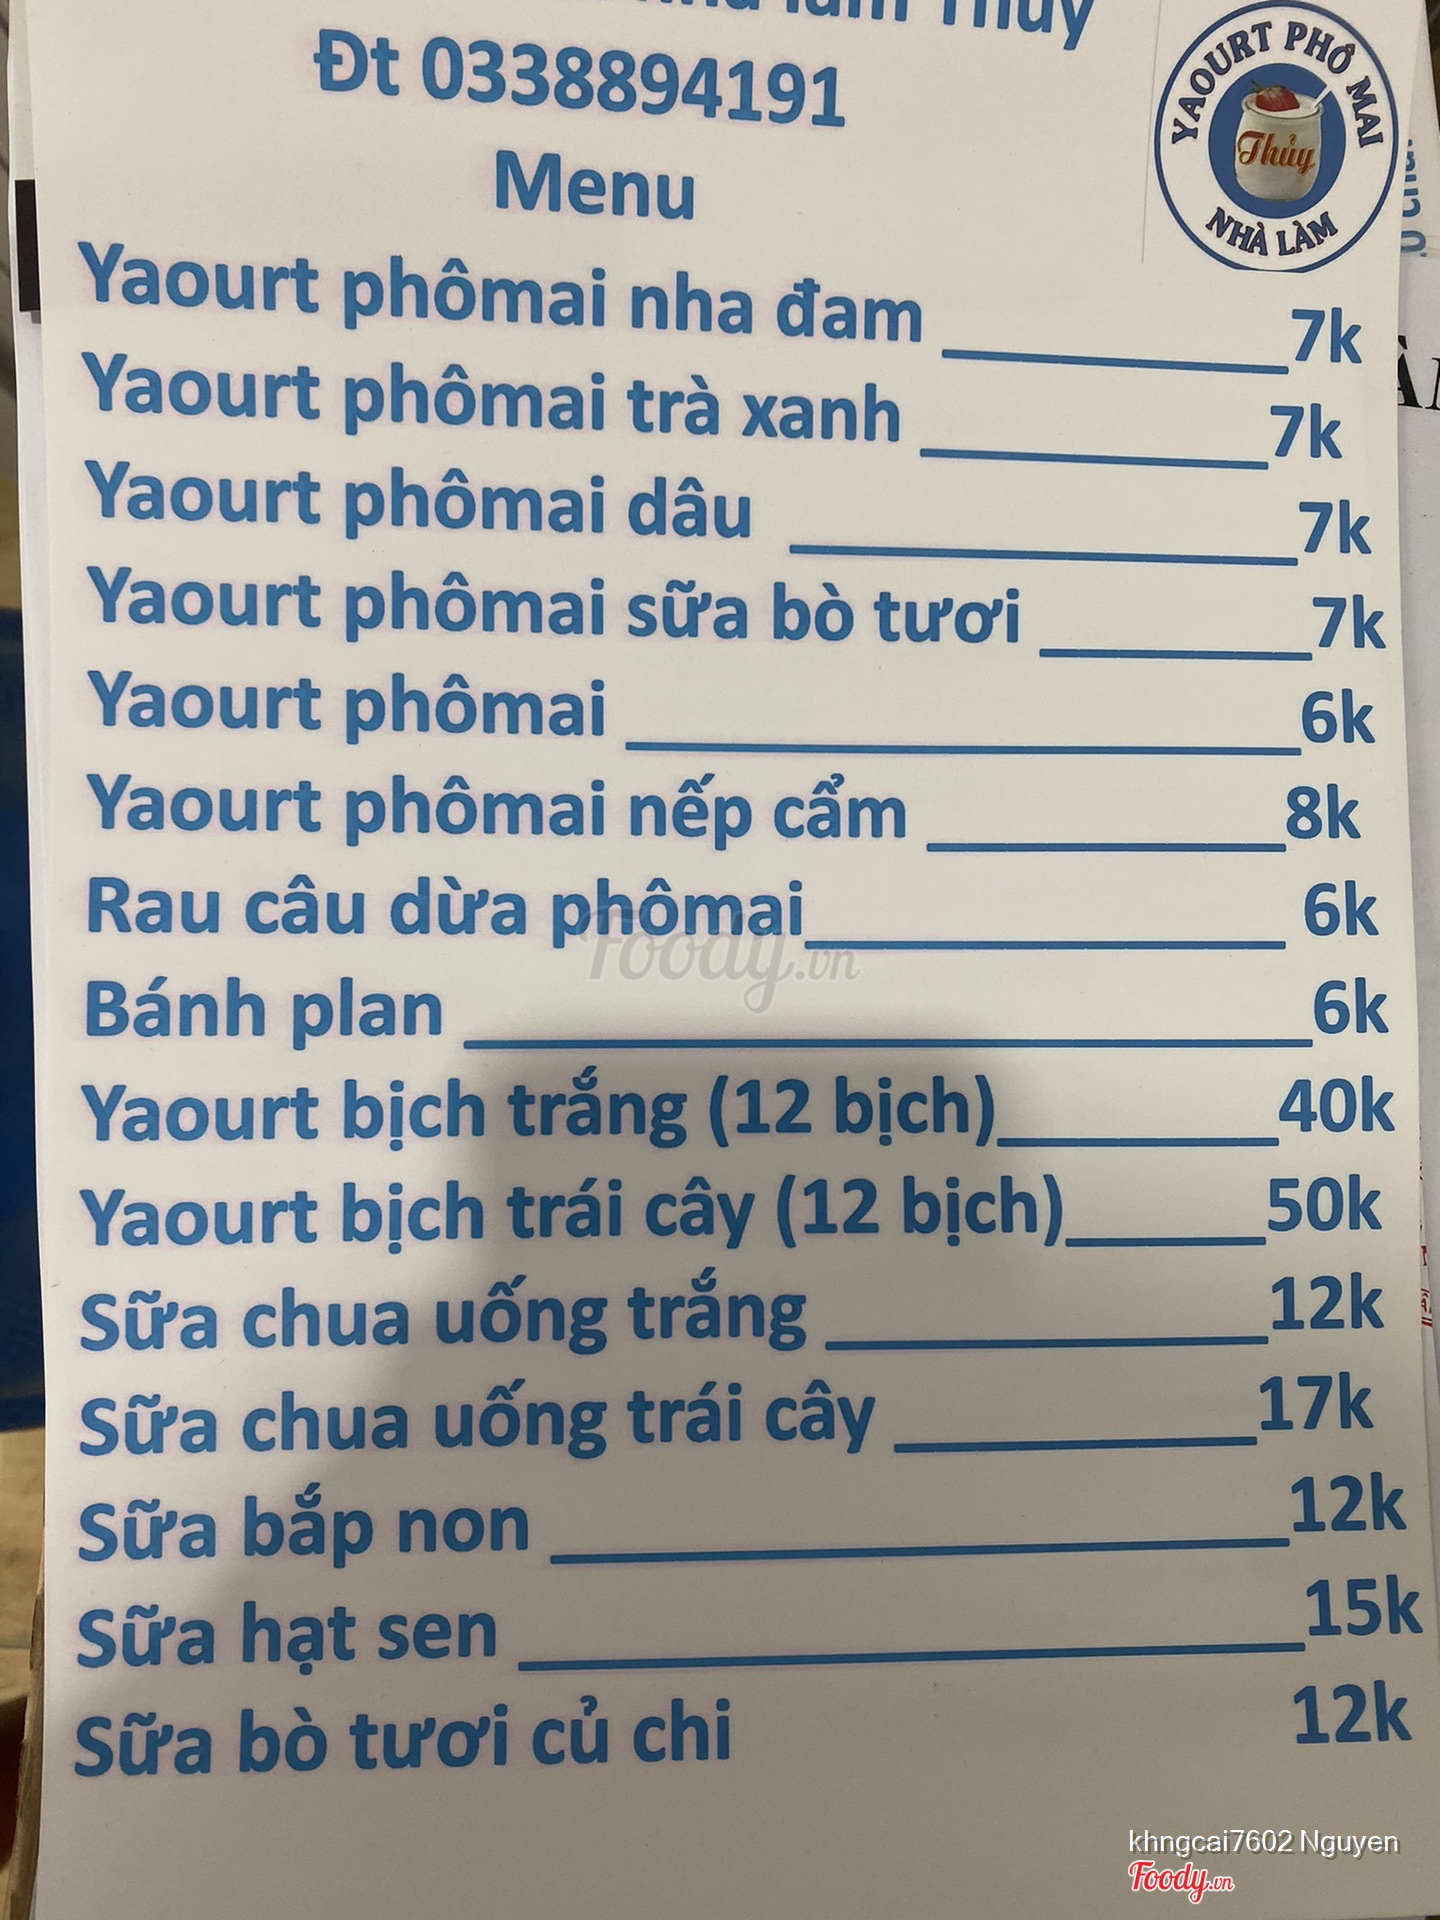 làm Thủy
Đt 0338894191
YAOURT PHÔ MAI
Thủy
NHÀ LÀM
Menu
Yaourt phômai nha đam 7k
Yaourt phômai trà xanh 7k
Yaourt phômai dâu 7k
Yaourt phômai sữa bò tươi 7k
Yaourt phômai 6k
Yaourt phômai nếp cẩm 8k
Rau câu dừa phômai 6k
Foody.vn
Bánh plan 6k
Yaourt bịch trắng (12 bịch) 40k
Yaourt bịch trái cây (12 bịch) 50k
Sữa chua uống trắng 12k
Sữa chua uống trái cây 17k
Sữa bắp non 12k
Sữa hạt sen 15k
Sữa bò tươi củ chi 12k
khngcai7602 Nguyen
Foody.vn